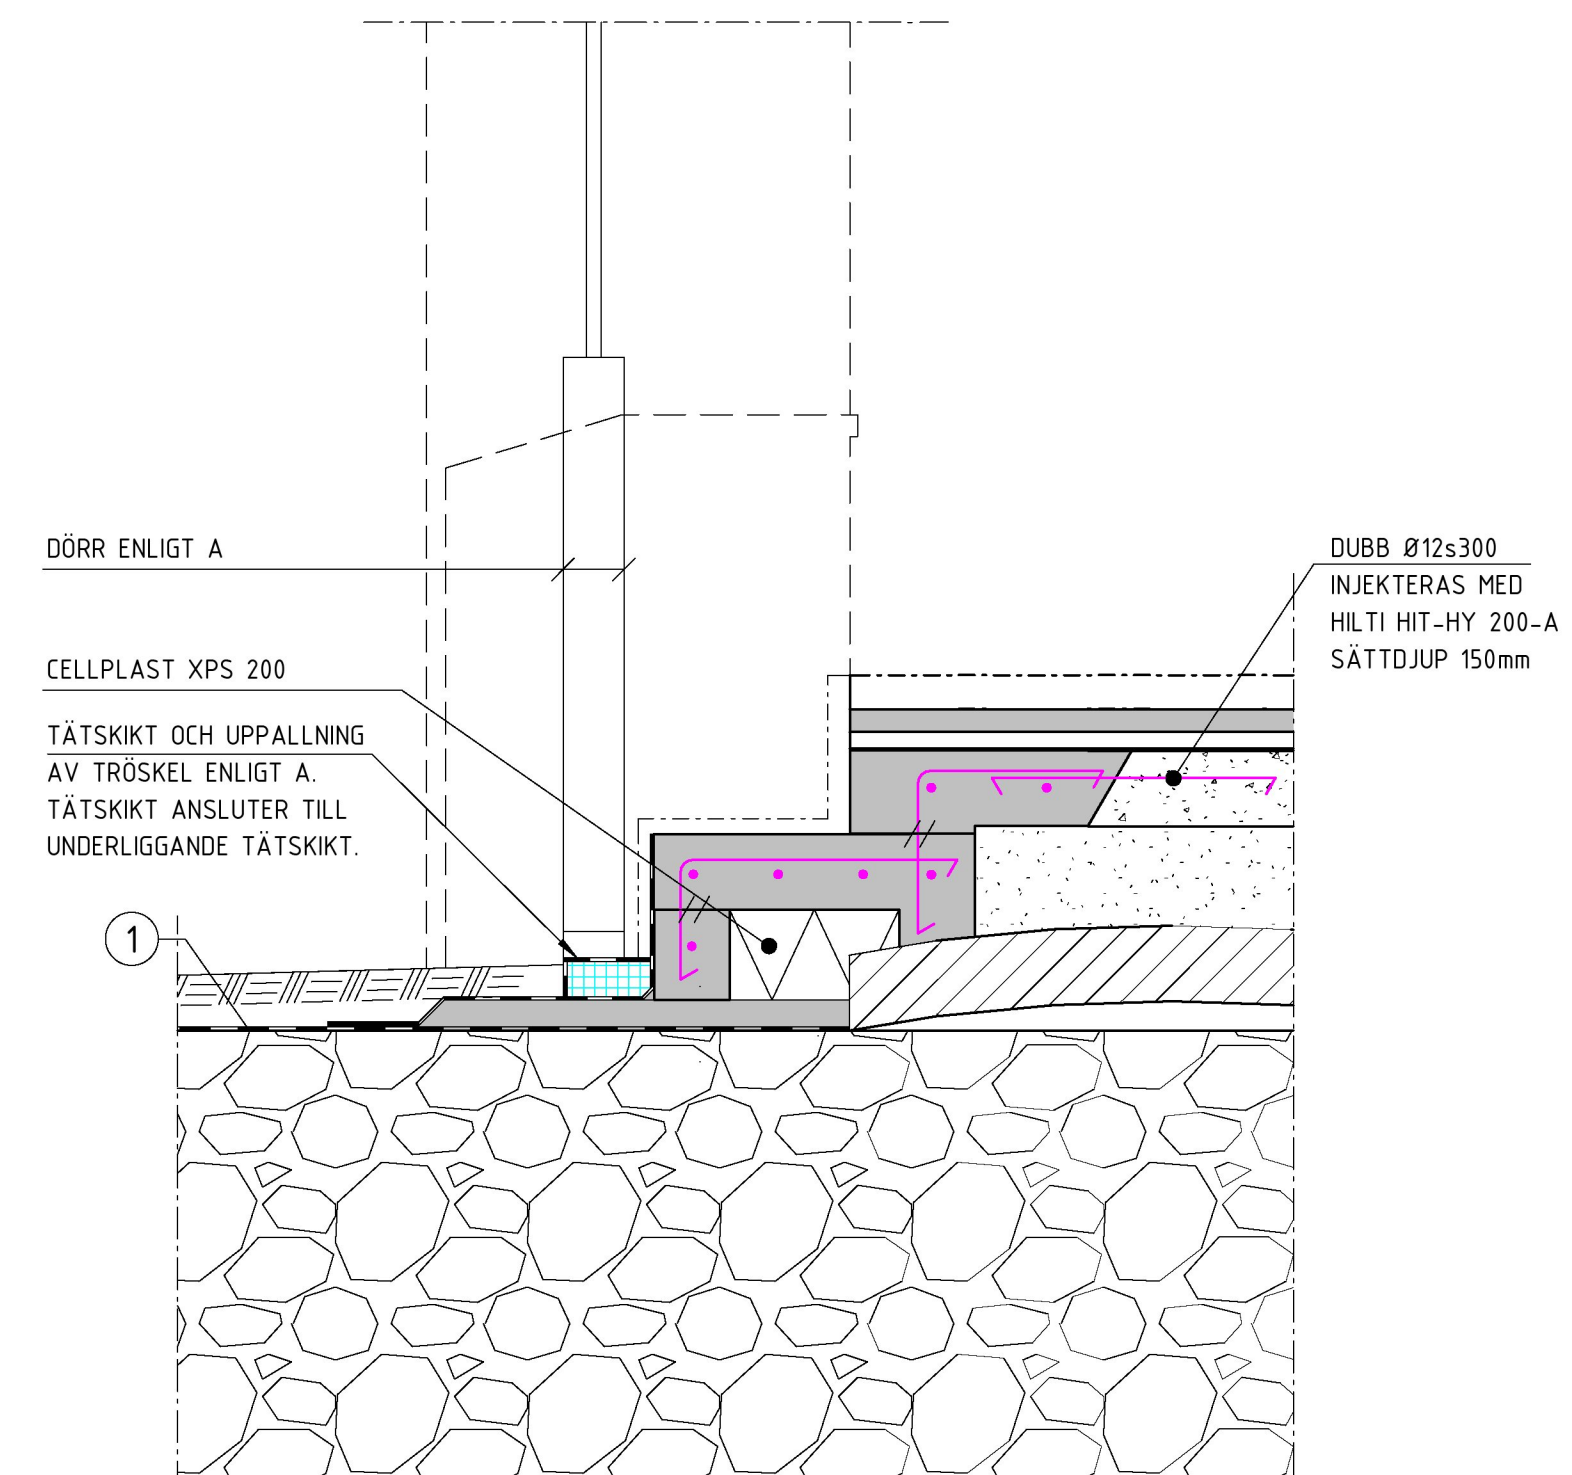 DÖRR ENLIGT A
CELLPLAST XPS 200
TÄTSKIKT OCH UPPALLNING
AV TRÖSKEL ENLIGT A.
TÄTSKIKT ANSLUTER TILL
UNDERLIGGANDE TÄTSKIKT.
1
DUBB Ø12s300
INJEKTERAS MED
HILTI HIT-HY 200-A
SÄTTDJUP 150mm